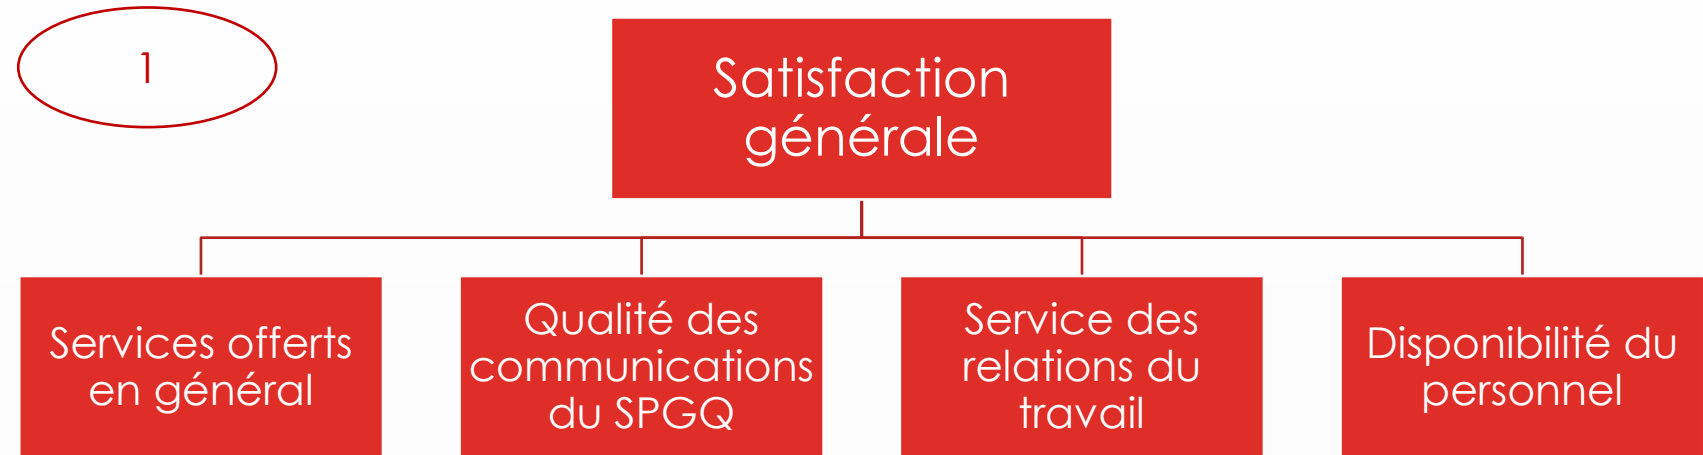 1
Satisfaction
générale
Services offerts
en général
Qualité des
communications
du SPGQ
Service des
relations du
travail
Disponibilité du
personnel